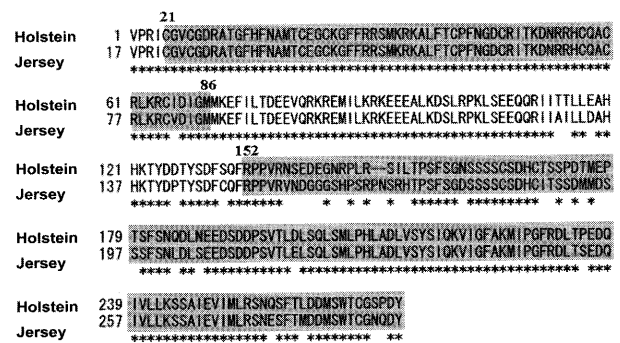 21
Holstein 1 VPRICGVCGDRATGFHFNAMTCEGCKGFFRRSMKRKALFTCPFNGDCRITKDNRRHCQAC
Jersey 17 VPRICGVCGDRATGFHFNAMTCEGCKGFFRRSMKRKALFTCPFNGDCRITKDNRRHCQAC
************************************************************
86
Holstein 61 RLKRCIDIGMMKEFILTDEEVQRKREMILKRKEEEALKDSLRPKLSEEQQRIITTLLEAH
Jersey 77 RLKRCVDIGMMKEFILTDEEVQRKREMILKRKEEEALKDSLRPKLSEEQQRIIAILLDAH
***** ***********************************************  ** **
152
Holstein 121 HKTYDDTYSDFSQFRPPVRNSEDEGNRPLR--SILTPSFSGNSSSSCSDHCTSSPDTMEP
Jersey 137 HKTYDPTYSDFCQFRPPVRVNDGGGSHPSRPNSRHTPSFSGDSSSSCSDHCITSSDMMDS
***** ***** *******     *  * *  *  ****** *********  * * *
Holstein 179 TSFSNQDLNEEDSDDPSVTLDLSQLSMLPHLADLVSYSIQKVIGFAKMIPGFRDLTPEDQ
Jersey 197 SSFSNLDLSEEDSDDPSVTLELSQLSMLPHLADLVSYSIQKVIGFAKMIPGFRDLTSEDQ
**** ** *********** *********************************** ***
Holstein 239 IVLLKSSAIEVIMLRSNQSFTLDDMSWTCGSPDY
Jersey 257 IVLLKSSAIEVIMLRSNESFTMDDMSWTCGNQDY
***************** *** ********  **